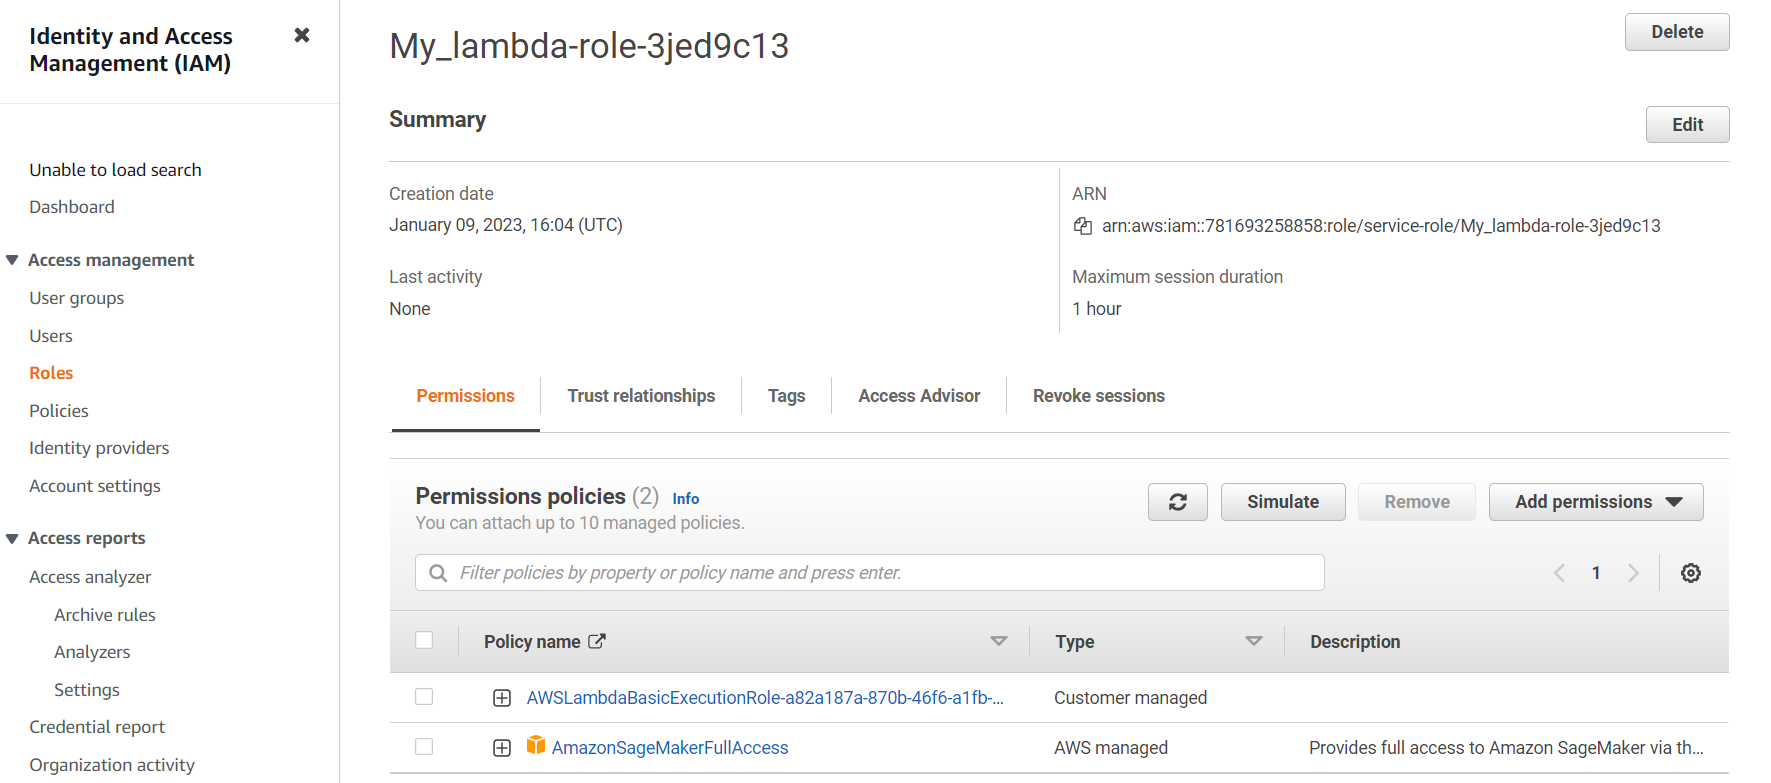 Identity and Access
Management (IAM)
Unable to load search
Dashboard
Access management
User groups
Users
Roles
Policies
Identity providers
Account settings
Access reports
Access analyzer
Archive rules
Analyzers
Settings
Credential report
Organization activity
My_lambda-role-3jed9c13
Delete
Summary
Edit
Creation date
January 09, 2023, 16:04 (UTC)
ARN
arn:aws:iam::781693258858:role/service-role/My_lambda-role-3jed9c13
Last activity
None
Maximum session duration
1 hour
Permissions Trust relationships Tags Access Advisor Revoke sessions
Permissions policies (2) Info
You can attach up to 10 managed policies.
Simulate Remove Add permissions
Filter policies by property or policy name and press enter.
1
Policy name Type Description
AWSLambdaBasicExecutionRole-a82a187a-870b-46f6-a1fb-... Customer managed
AmazonSageMakerFullAccess AWS managed Provides full access to Amazon SageMaker via th...